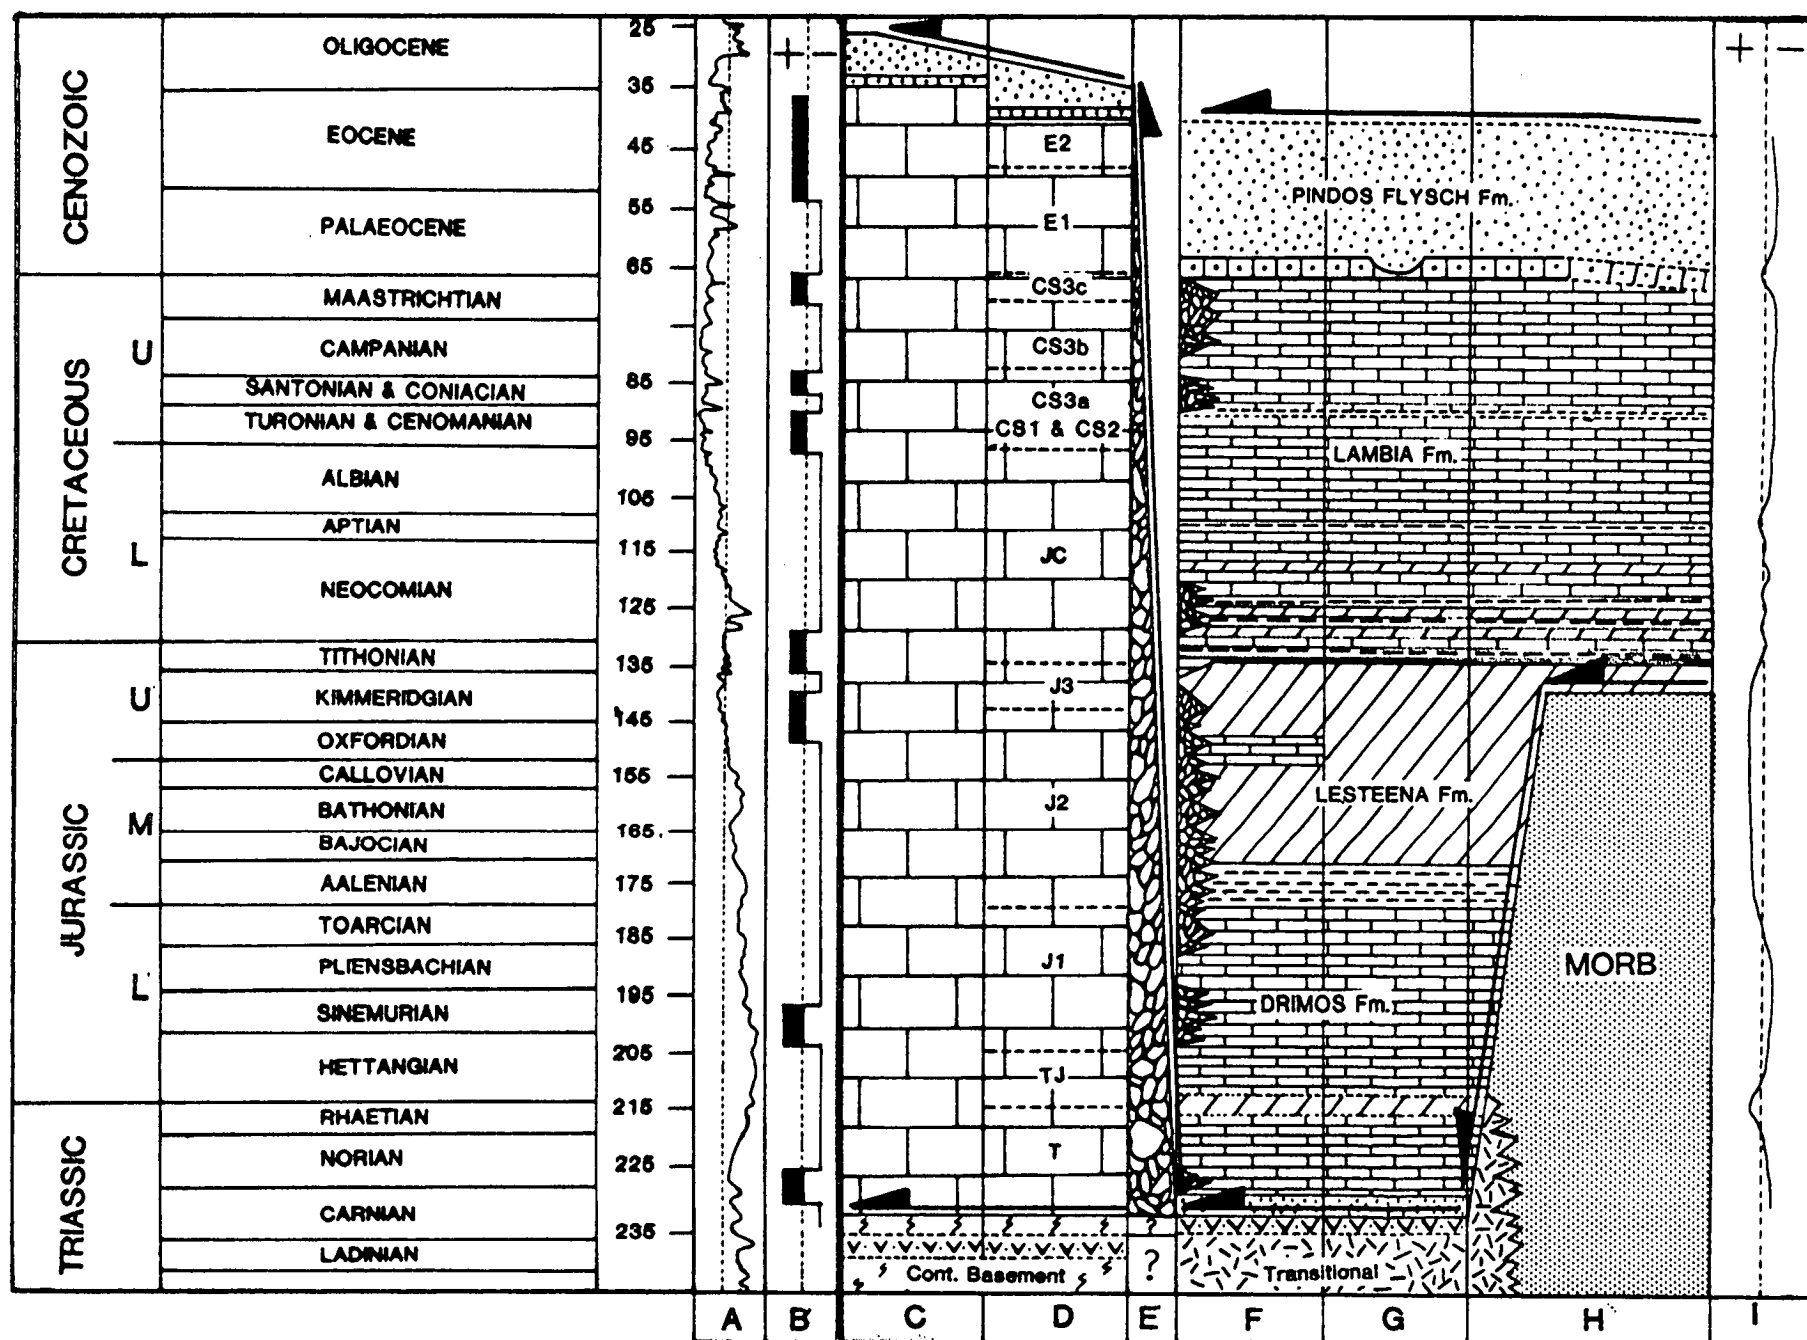 CENOZOIC
OLIGOCENE
EOCENE
PALAEOCENE
CRETACEOUS
U
MAASTRICHTIAN
CAMPANIAN
SANTONIAN & CONIACIAN
TURONIAN & CENOMANIAN
L
ALBIAN
APTIAN
NEOCOMIAN
JURASSIC
U
TITHONIAN
KIMMERIDGIAN
OXFORDIAN
M
CALLOVIAN
BATHONIAN
BAJOCIAN
AALENIAN
L
TOARCIAN
PLIENSBACHIAN
SINEMURIAN
HETTANGIAN
TRIASSIC
RHAETIAN
NORIAN
CARNIAN
LADINIAN
25
35
45
55
65
85
95
105
115
125
135
145
155
165
175
185
195
205
215
225
235
+ −
E2
E1
CS3c
CS3b
CS3a
CS1 & CS2
JC
J3
J2
J1
TJ
T
Cont. Basement
?
?
PINDOS FLYSCH Fm.
LAMBIA Fm.
LESTEENA Fm.
DRIMOS Fm.
Transitional
MORB
+ −
A B C D E F G H I